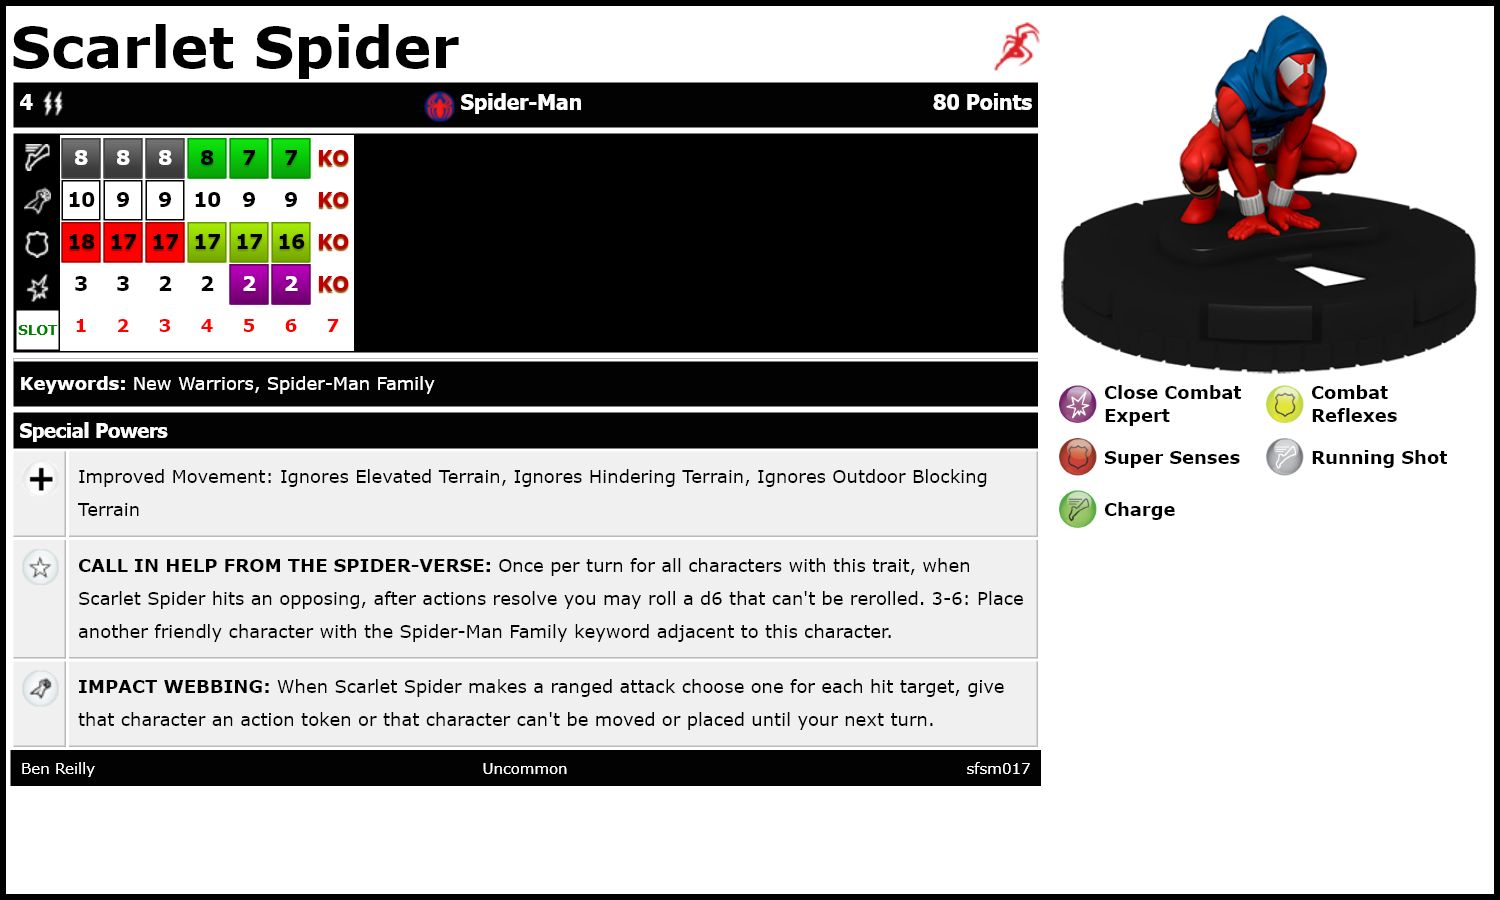 Scarlet Spider
4 Spider-Man 80 Points
8 8 8 8 7 7 KO
10 9 9 10 9 9 KO
18 17 17 17 17 16 KO
3 3 2 2 2 2 KO
SLOT 1 2 3 4 5 6 7
Keywords: New Warriors, Spider-Man Family
Special Powers
Improved Movement: Ignores Elevated Terrain, Ignores Hindering Terrain, Ignores Outdoor Blocking
Terrain
CALL IN HELP FROM THE SPIDER-VERSE: Once per turn for all characters with this trait, when
Scarlet Spider hits an opposing, after actions resolve you may roll a d6 that can't be rerolled. 3-6: Place
another friendly character with the Spider-Man Family keyword adjacent to this character.
IMPACT WEBBING: When Scarlet Spider makes a ranged attack choose one for each hit target, give
that character an action token or that character can't be moved or placed until your next turn.
Ben Reilly Uncommon sfsm017
Close Combat
Expert
Combat
Reflexes
Super Senses
Running Shot
Charge